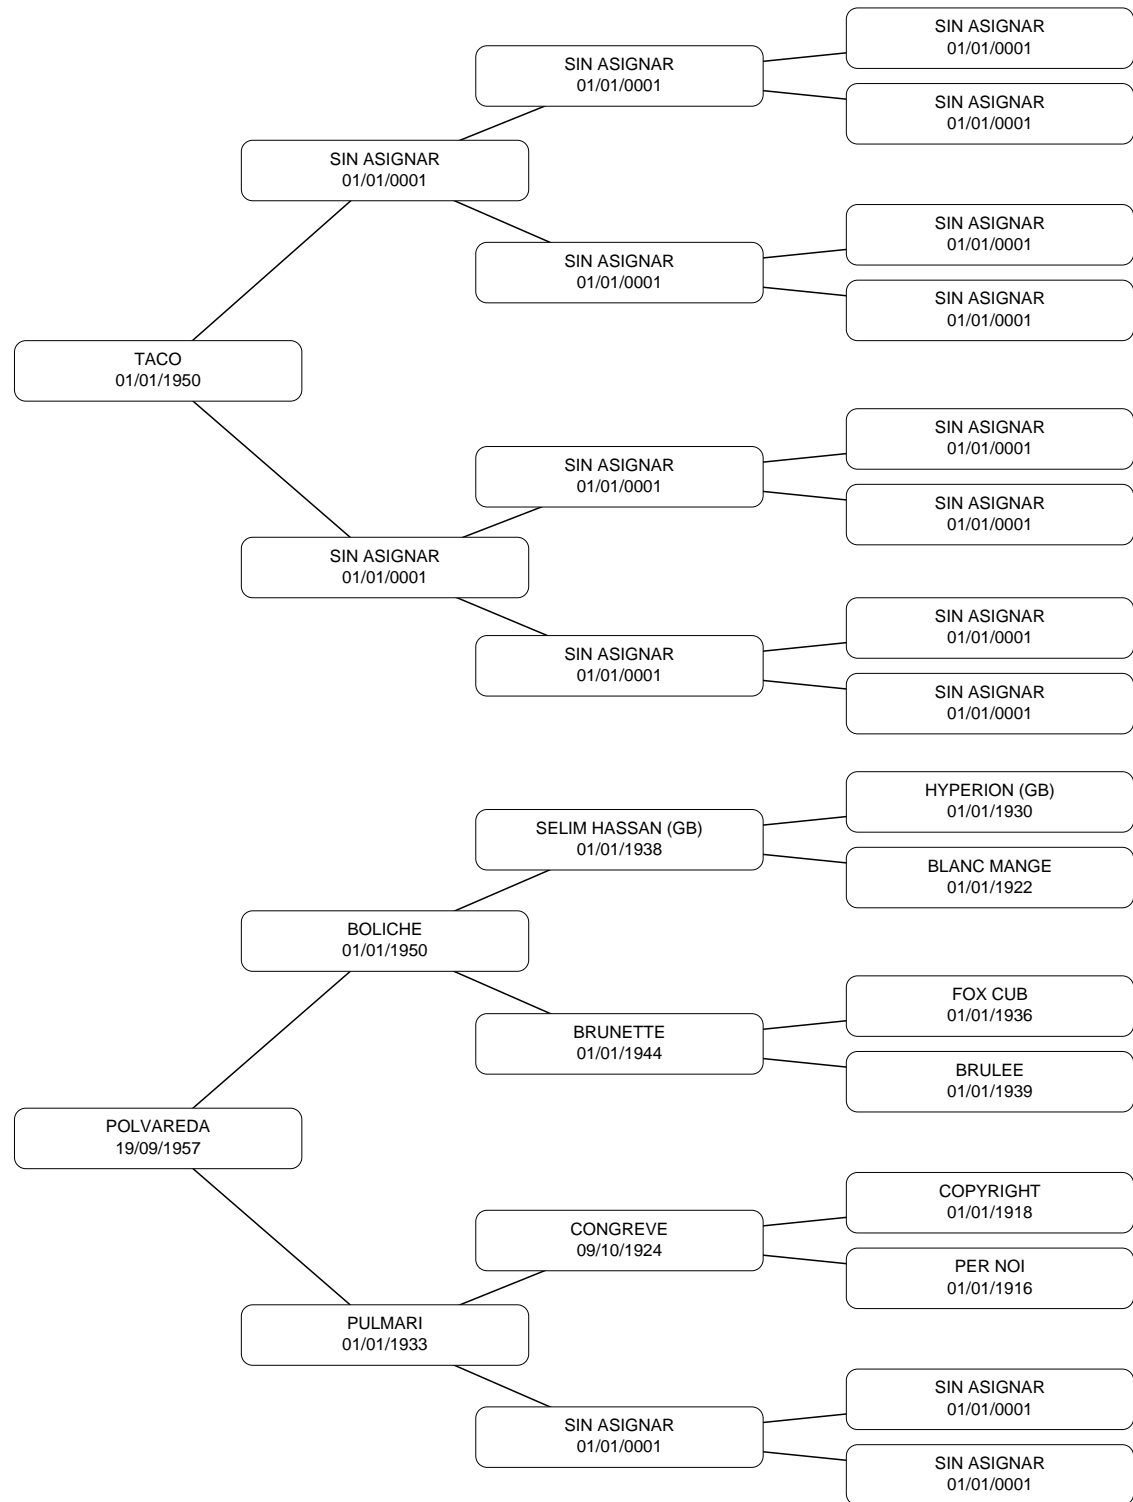 SIN ASIGNAR
01/01/0001
SIN ASIGNAR
01/01/0001
SIN ASIGNAR
01/01/0001
SIN ASIGNAR
01/01/0001
SIN ASIGNAR
01/01/0001
SIN ASIGNAR
01/01/0001
SIN ASIGNAR
01/01/0001
TACO
01/01/1950
SIN ASIGNAR
01/01/0001
SIN ASIGNAR
01/01/0001
SIN ASIGNAR
01/01/0001
SIN ASIGNAR
01/01/0001
SIN ASIGNAR
01/01/0001
SIN ASIGNAR
01/01/0001
SIN ASIGNAR
01/01/0001
HYPERION (GB)
01/01/1930
SELIM HASSAN (GB)
01/01/1938
BLANC MANGE
01/01/1922
BOLICHE
01/01/1950
FOX CUB
01/01/1936
BRUNETTE
01/01/1944
BRULEE
01/01/1939
POLVAREDA
19/09/1957
COPYRIGHT
01/01/1918
CONGREVE
09/10/1924
PER NOI
01/01/1916
PULMARI
01/01/1933
SIN ASIGNAR
01/01/0001
SIN ASIGNAR
01/01/0001
SIN ASIGNAR
01/01/0001